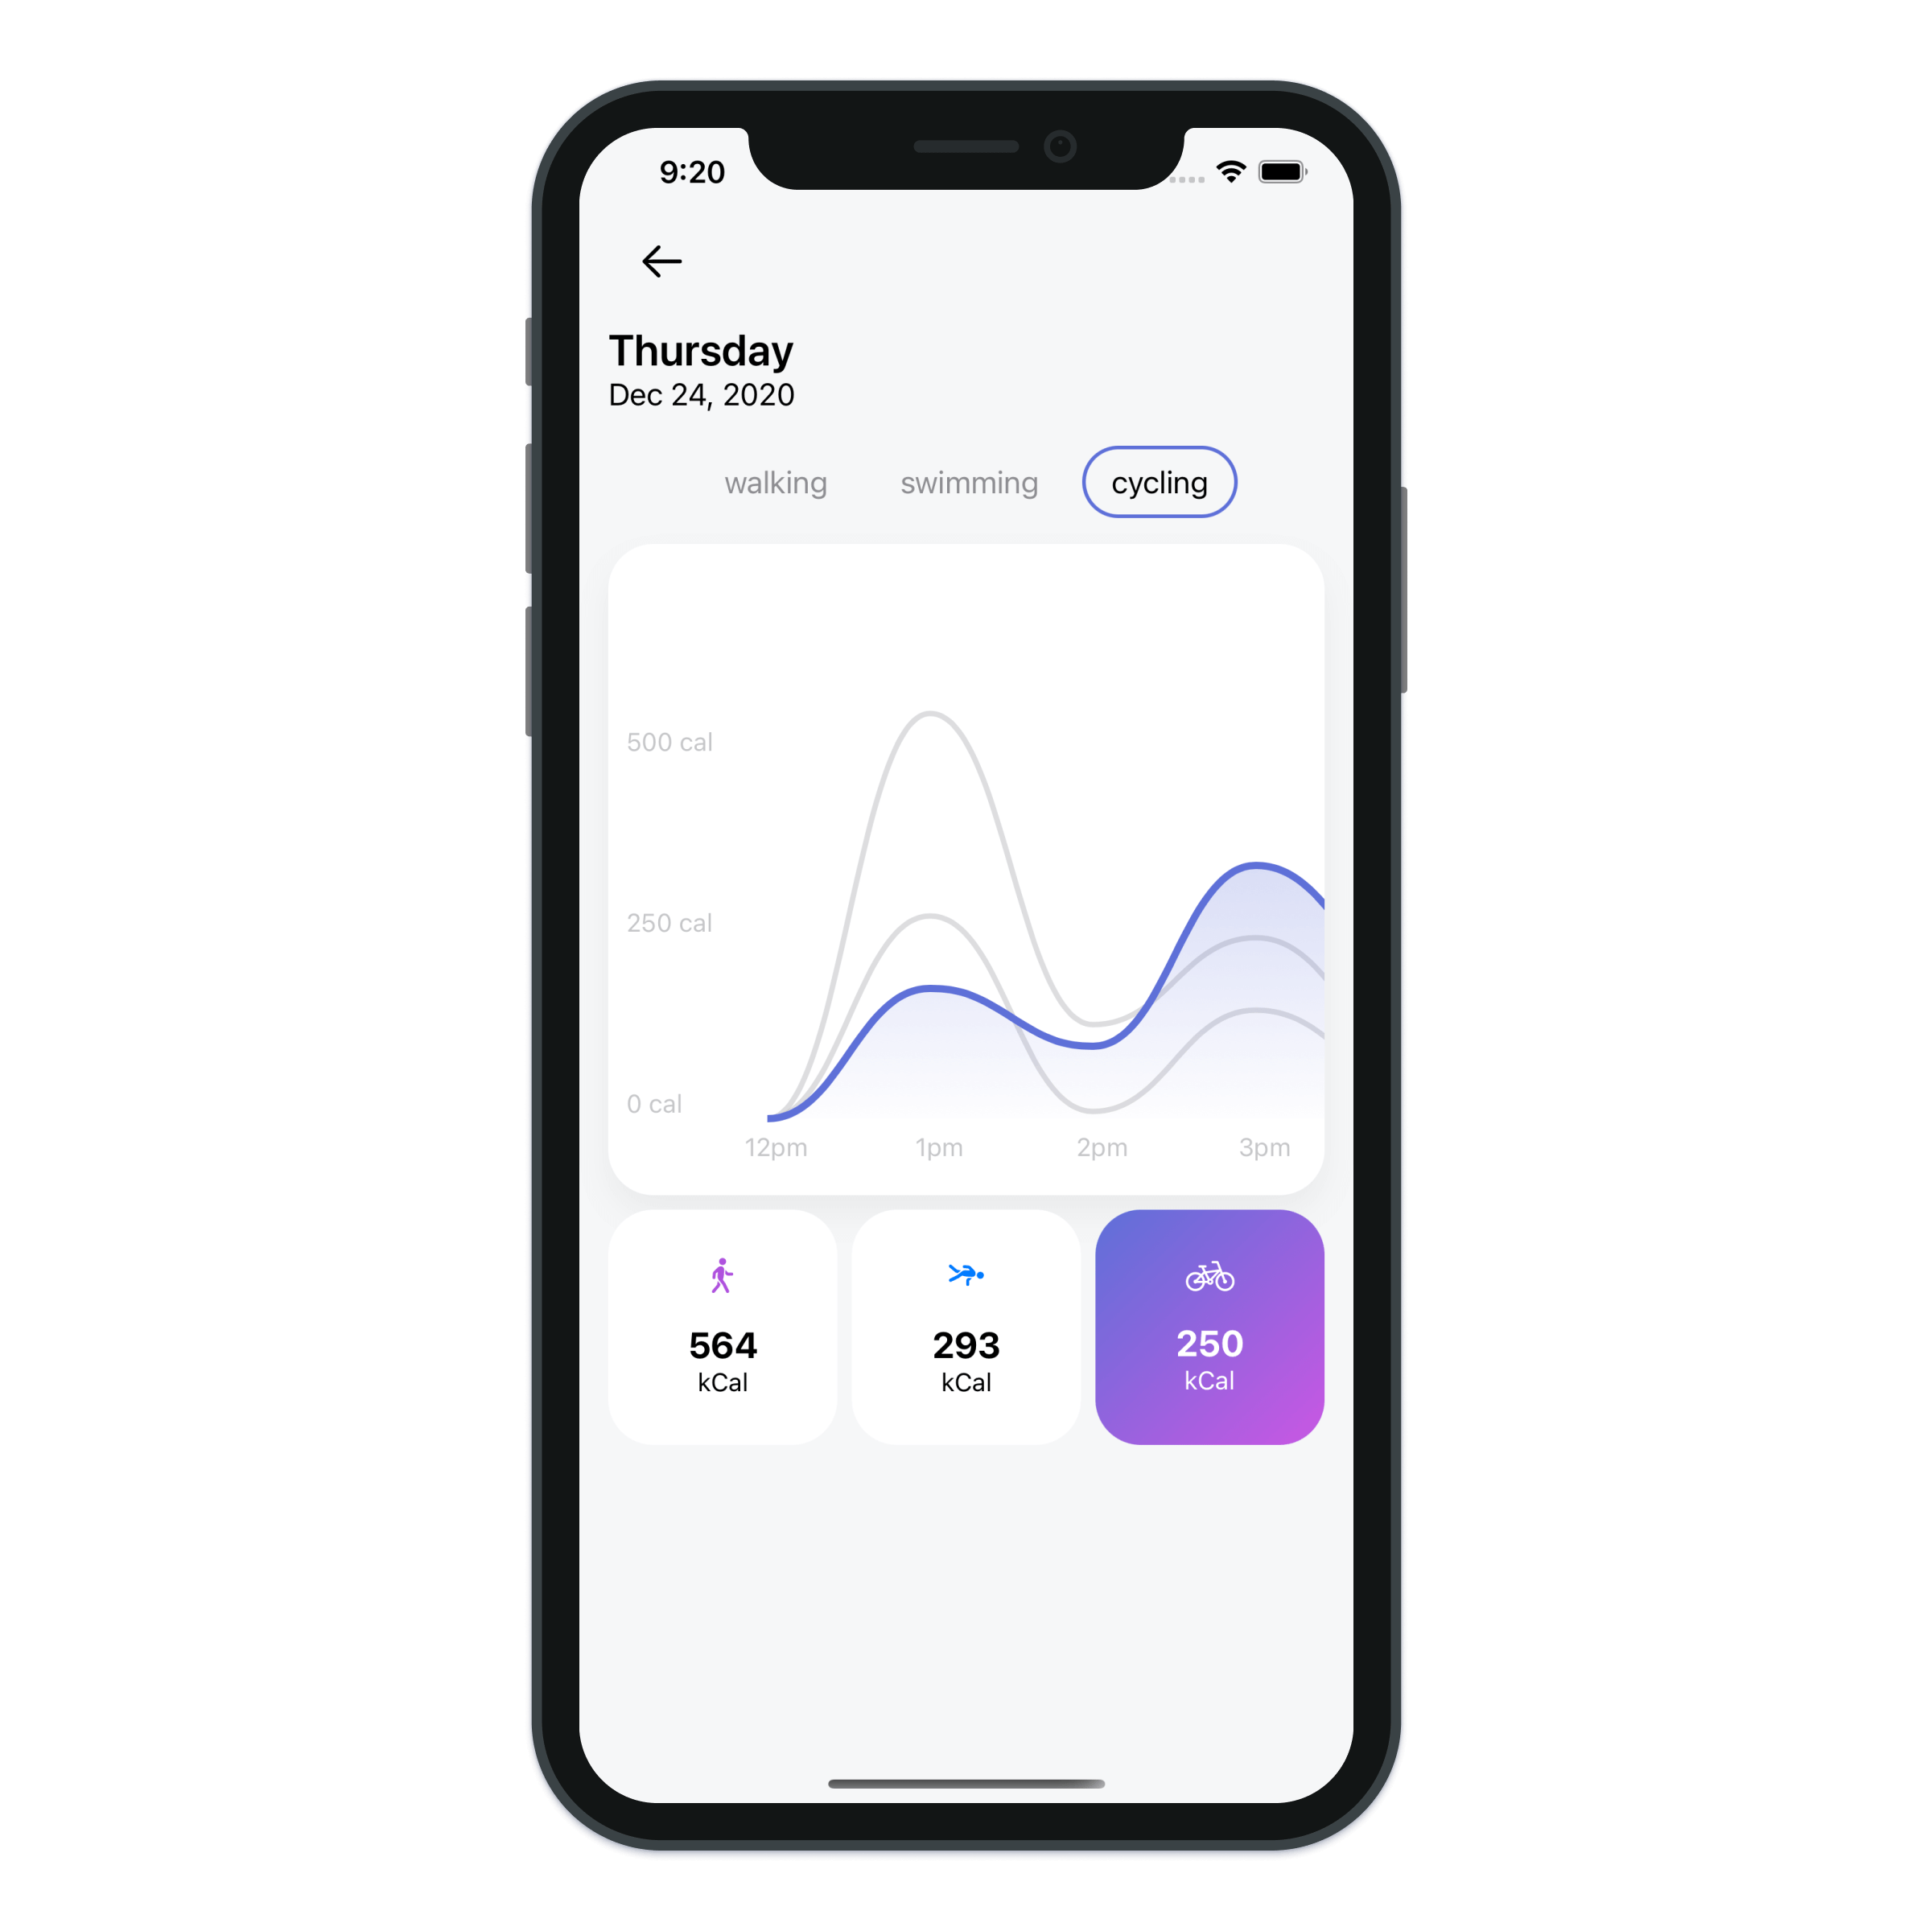 9:20
Thursday
Dec 24, 2020
walking swimming cycling
500 cal
250 cal
0 cal
12pm 1pm 2pm 3pm
564 293 250
kCal kCal kCal